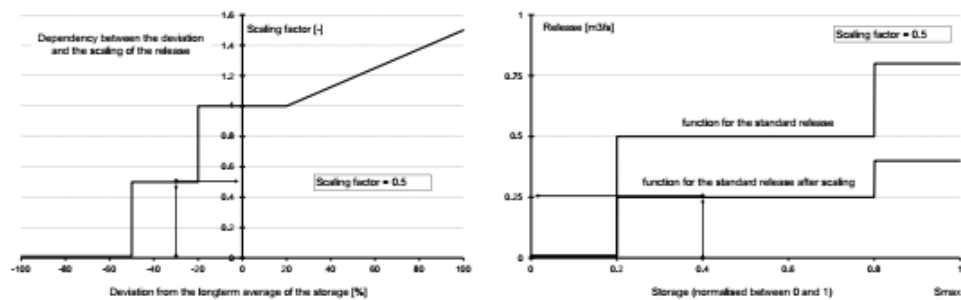 Dependency between the deviation
and the scaling of the release
Scaling factor [-]
1.6
1.4
1.2
1
0.8
0.6
0.4
0.2
0
Scaling factor = 0.5
-100 -80 -60 -40 -20 0 20 40 60 80 100
Deviation from the longterm average of the storage [%]
Release [m3/s]
Scaling factor = 0.5
1
0.75
0.5
0.25
0
function for the standard release
function for the standard release after scaling
0 0.2 0.4 0.6 0.8 1
Storage (normalised between 0 and 1)
Smax